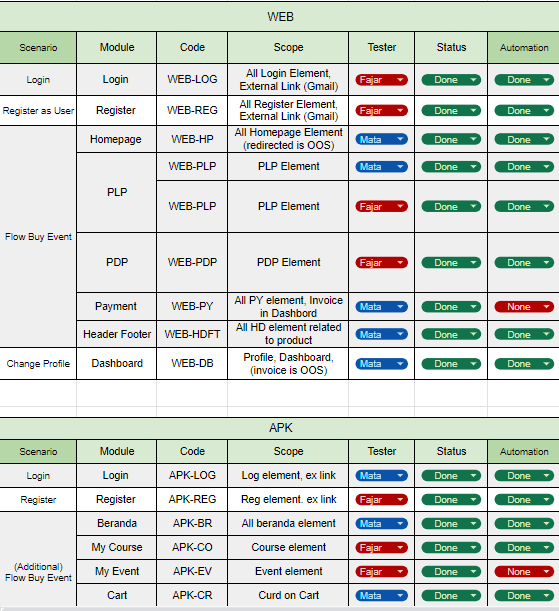 WEB
Scenario Module Code Scope Tester Status Automation
Login Login WEB-LOG All Login Element, External Link (Gmail) Fajar Done Done
Register as User Register WEB-REG All Register Element, External Link (Gmail) Fajar Done Done
Flow Buy Event Homepage WEB-HP All Homepage Element (redirected is OOS) Mata Done Done
PLP WEB-PLP PLP Element Mata Done Done
WEB-PLP PLP Element Fajar Done Done
PDP WEB-PDP PDP Element Fajar Done Done
Payment WEB-PY All PY element, Invoice in Dashbord Mata Done None
Header Footer WEB-HDFT All HD element related to product Mata Done Done
Change Profile Dashboard WEB-DB Profile, Dashboard, (invoice is OOS) Mata Done Done
APK
Scenario Module Code Scope Tester Status Automation
Login Login APK-LOG Log element, ex link Mata Done Done
Register Register APK-REG Reg element. ex link Fajar Done Done
(Additional) Flow Buy Event Beranda APK-BR All beranda element Mata Done Done
My Course APK-CO Course element Fajar Done Done
My Event APK-EV Event element Fajar Done None
Cart APK-CR Curd on Cart Mata Done Done